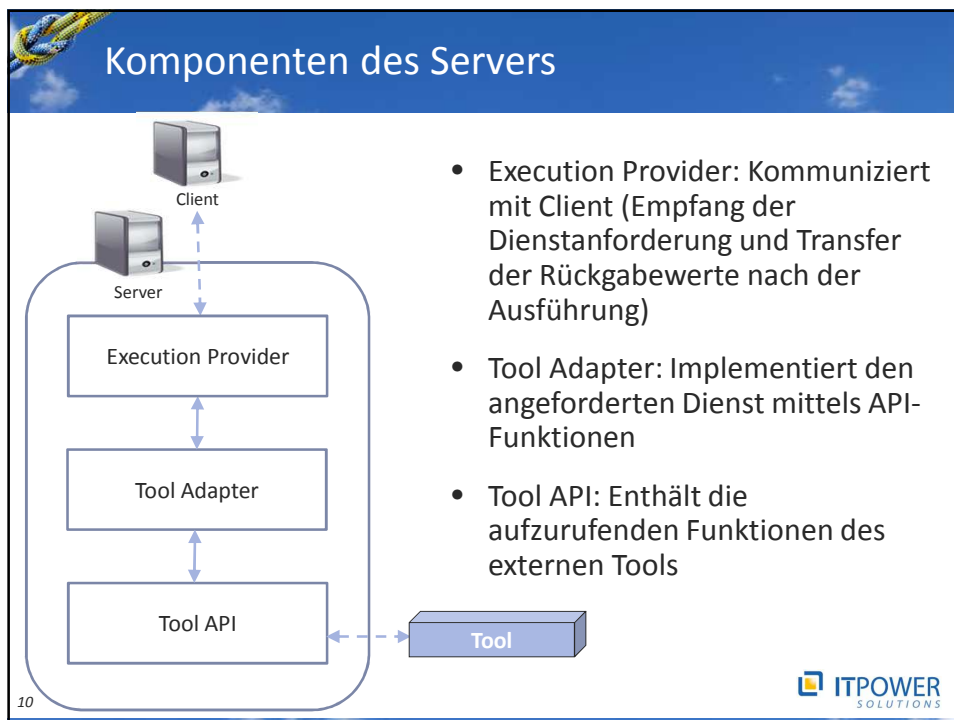 Komponenten des Servers
Client
Server
Execution Provider
Tool Adapter
Tool API
Tool
• Execution Provider: Kommuniziert
mit Client (Empfang der
Dienstanforderung und Transfer
der Rückgabewerte nach der
Ausführung)
• Tool Adapter: Implementiert den
angeforderten Dienst mittels API-
Funktionen
• Tool API: Enthält die
aufzurufenden Funktionen des
externen Tools
10
ITPOWER
SOLUTIONS